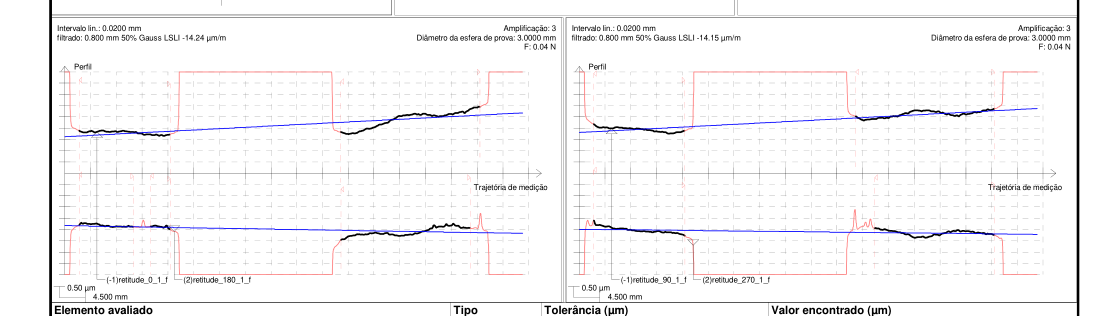 Intervalo lin.: 0.0200 mm
filtrado: 0.800 mm 50% Gauss LSLI -14.24 µm/m
Amplificação: 3
Diâmetro da esfera de prova: 3.0000 mm
F: 0.04 N
Perfil
Trajetória de medição
(-1)retitude_0_1_f
(2)retitude_180_1_f
0.50 µm
4.500 mm
Intervalo lin.: 0.0200 mm
filtrado: 0.800 mm 50% Gauss LSLI -14.15 µm/m
Amplificação: 3
Diâmetro da esfera de prova: 3.0000 mm
F: 0.04 N
Perfil
Trajetória de medição
(-1)retitude_90_1_f
(2)retitude_270_1_f
0.50 µm
4.500 mm
Elemento avaliado Tipo Tolerância (µm) Valor encontrado (µm)